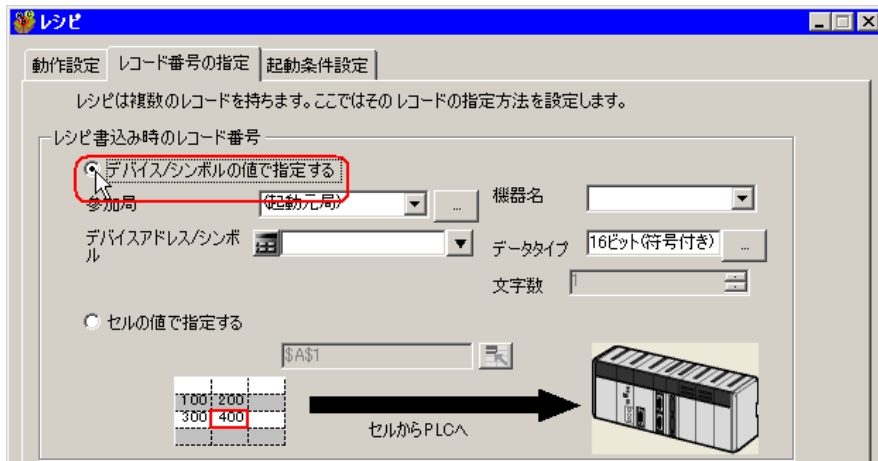 レシピ
動作設定 レコード番号の指定 起動条件設定
レシピは複数のレコードを持ちます。ここではそのレコードの指定方法を設定します。
レシピ書込み時のレコード番号
デバイス/シンボルの値で指定する
参加局 (起動元局) ... 機器名
デバイスアドレス/シンボル データタイプ 16ビット(符号付き) ...
文字数 1
セルの値で指定する
$A$1
100 200
300 400
セルからPLCへ